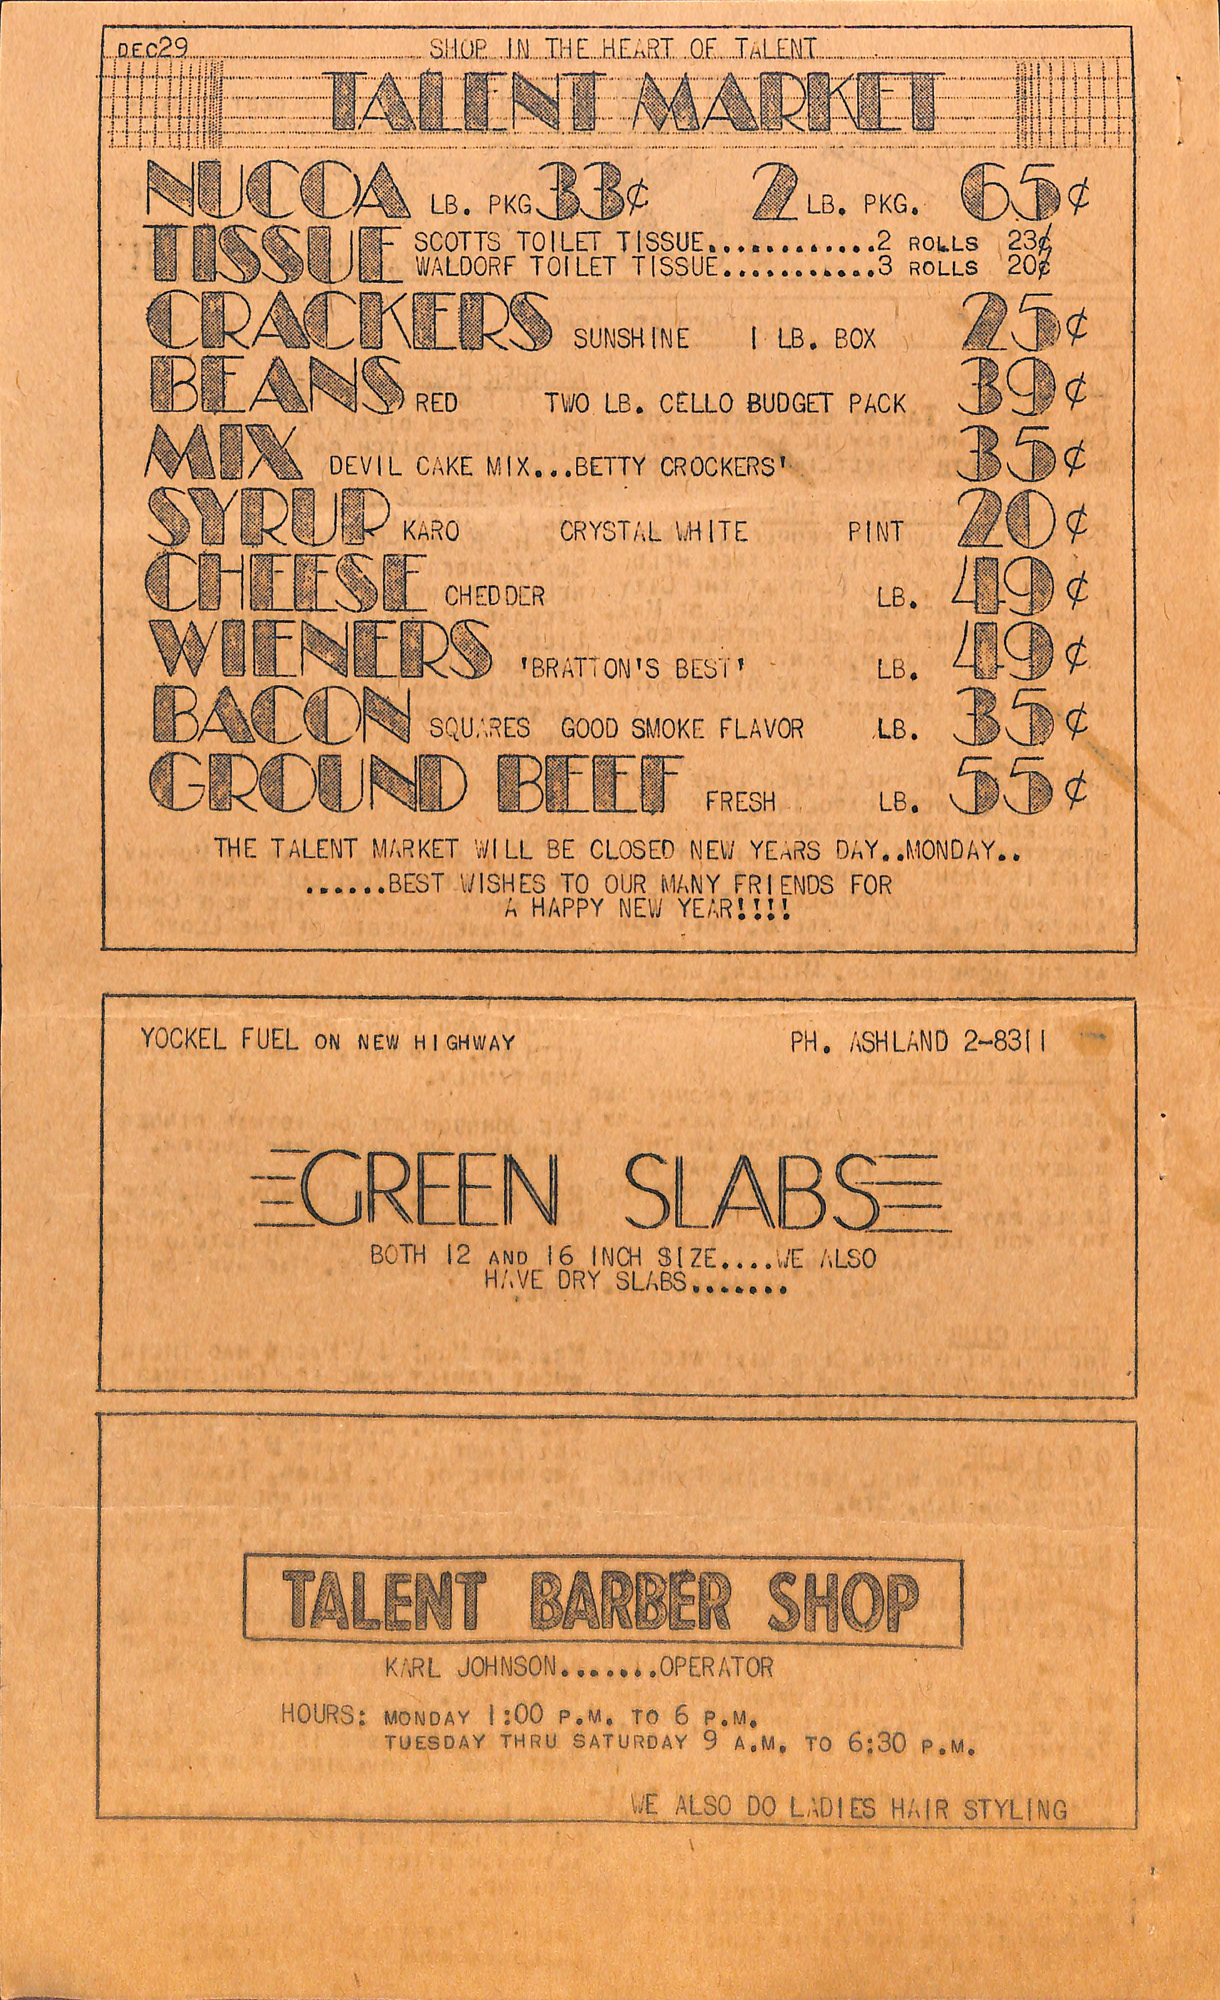 DEC29 SHOP IN THE HEART OF TALENT
TALENT MARKET
NUCOA LB. PKG 33¢ 2 LB. PKG. 65¢
TISSUE SCOTTS TOILET TISSUE.............2 ROLLS 23¢
WALDORF TOILET TISSUE...........3 ROLLS 20¢
CRACKERS SUNSHINE 1 LB. BOX 25¢
BEANS RED TWO LB. CELLO BUDGET PACK 39¢
MIX DEVIL CAKE MIX...BETTY CROCKERS' 35¢
SYRUP KARO CRYSTAL WHITE PINT 20¢
CHEESE CHEDDER LB. 49¢
WIENERS 'BRATTON'S BEST' LB. 49¢
BACON SQUARES GOOD SMOKE FLAVOR LB. 35¢
GROUND BEEF FRESH LB. 55¢
THE TALENT MARKET WILL BE CLOSED NEW YEARS DAY..MONDAY..
......BEST WISHES TO OUR MANY FRIENDS FOR
A HAPPY NEW YEAR!!!!
YOCKEL FUEL ON NEW HIGHWAY PH. ASHLAND 2-8311
GREEN SLABS
BOTH 12 AND 16 INCH SIZE....WE ALSO
HAVE DRY SLABS.......
TALENT BARBER SHOP
KARL JOHNSON.......OPERATOR
HOURS: MONDAY 1:00 P.M. TO 6 P.M.
TUESDAY THRU SATURDAY 9 A.M. TO 6:30 P.M.
WE ALSO DO LADIES HAIR STYLING